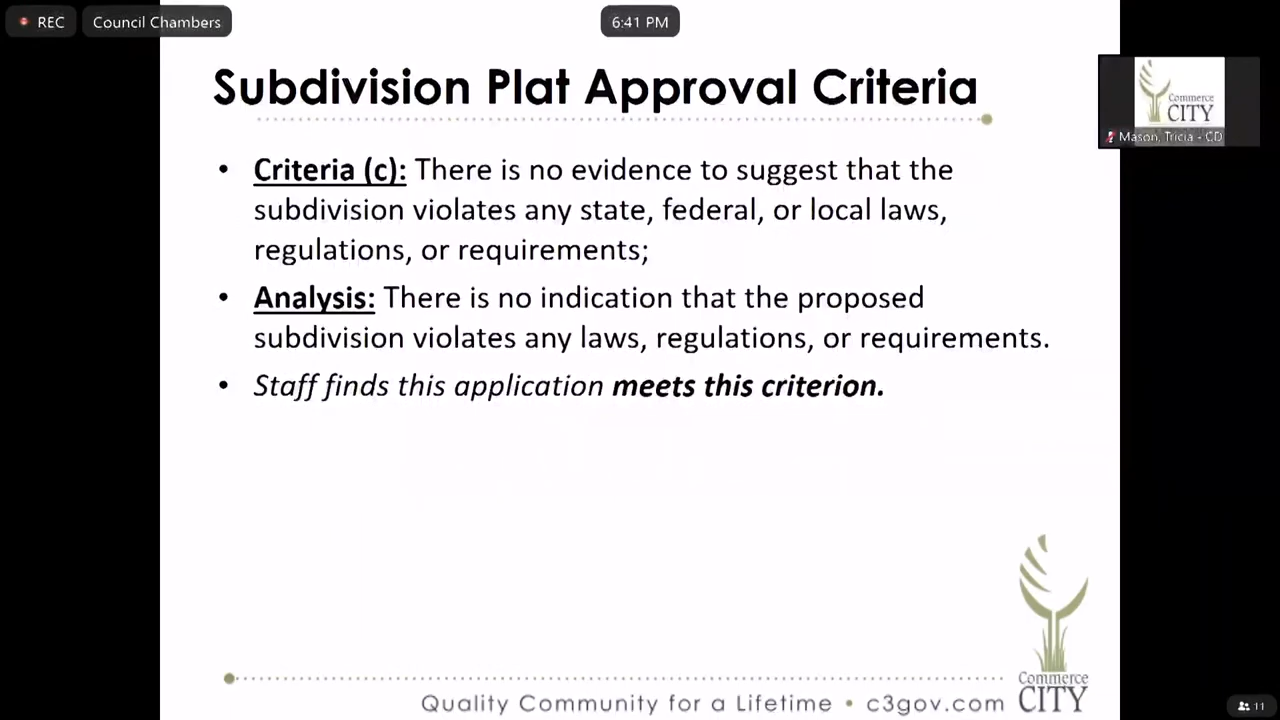 REC
Council Chambers
6:41 PM
Subdivision Plat Approval Criteria
Commerce
CITY
Mason, Tricia - CD
• Criteria (c): There is no evidence to suggest that the
subdivision violates any state, federal, or local laws,
regulations, or requirements;
• Analysis: There is no indication that the proposed
subdivision violates any laws, regulations, or requirements.
• Staff finds this application meets this criterion.
Commerce
CITY
Quality Community for a Lifetime • c3gov.com
11